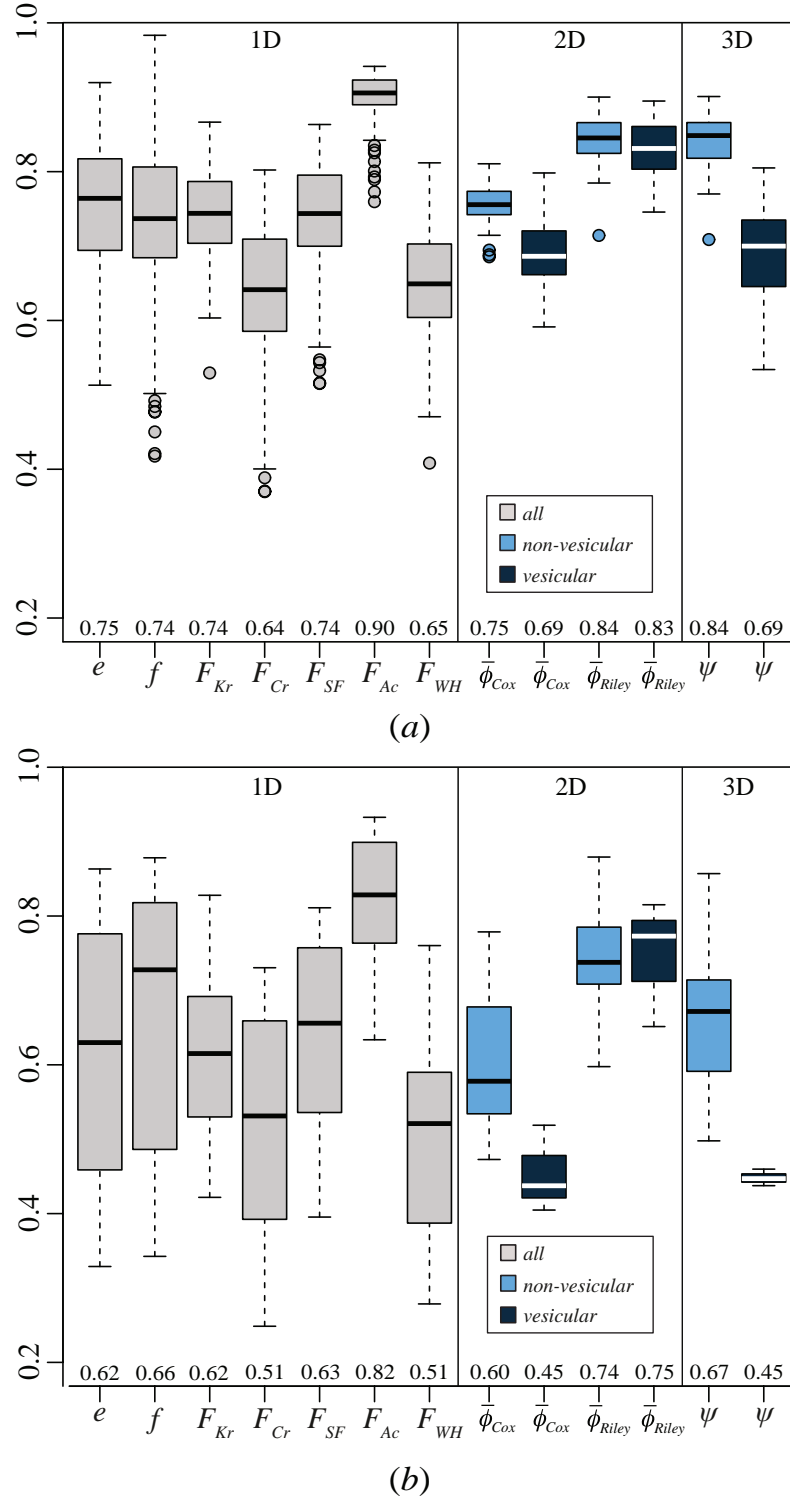 1D 2D 3D
1.0
0.8
0.6
0.4
0.2
all
non-vesicular
vesicular
0.75 0.74 0.74 0.64 0.74 0.90 0.65 0.75 0.69 0.84 0.83 0.84 0.69
e f F_Kr F_Cr F_SF F_Ac F_WH ϕ̄_Cox ϕ̄_Cox ϕ̄_Riley ϕ̄_Riley ψ ψ
(a)
1D 2D 3D
1.0
0.8
0.6
0.4
0.2
all
non-vesicular
vesicular
0.62 0.66 0.62 0.51 0.63 0.82 0.51 0.60 0.45 0.74 0.75 0.67 0.45
e f F_Kr F_Cr F_SF F_Ac F_WH ϕ̄_Cox ϕ̄_Cox ϕ̄_Riley ϕ̄_Riley ψ ψ
(b)